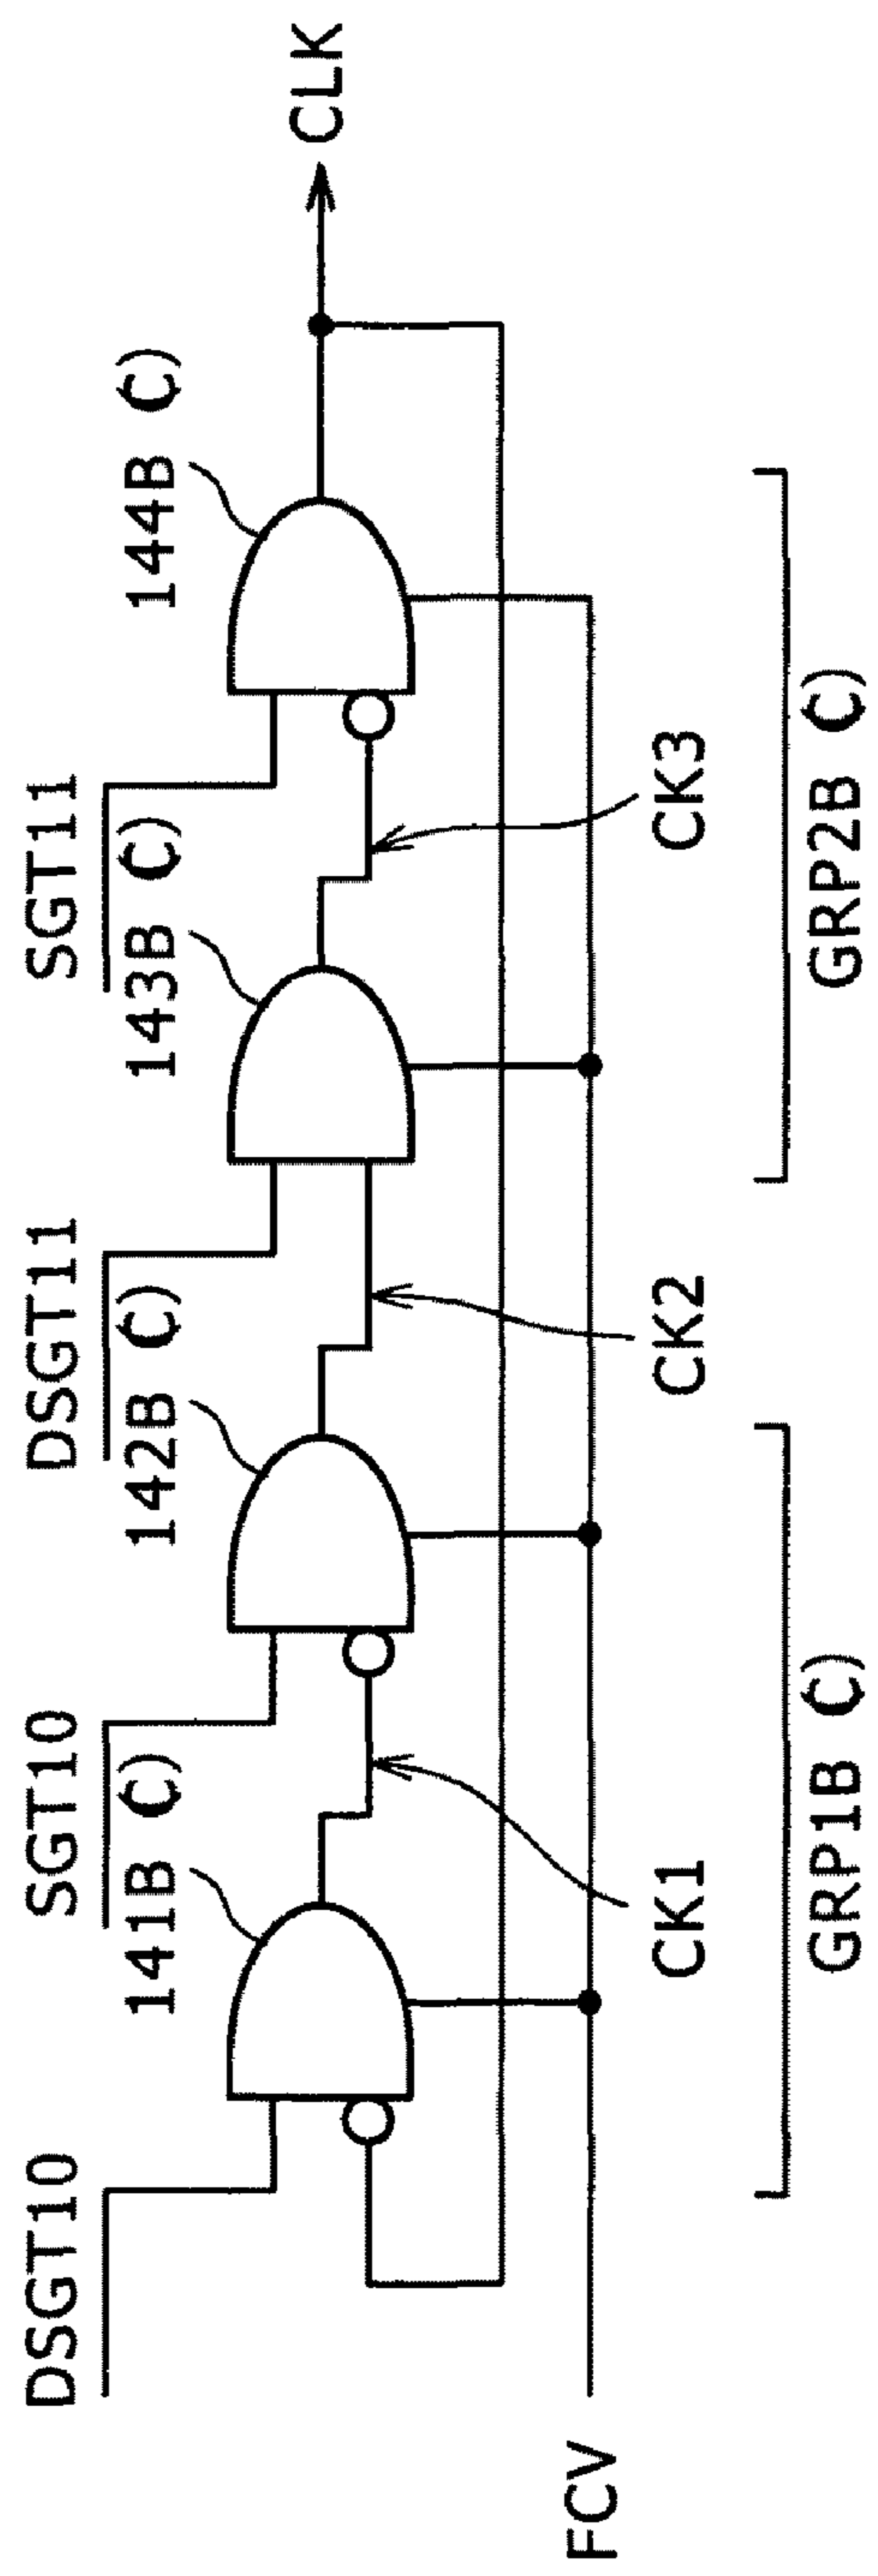 DSGT10
SGT10
DSGT11
SGT11
141B (C)
142B (C)
143B (C)
144B (C)
CLK
CK1
CK2
CK3
FCV
GRP1B (C)
GRP2B (C)